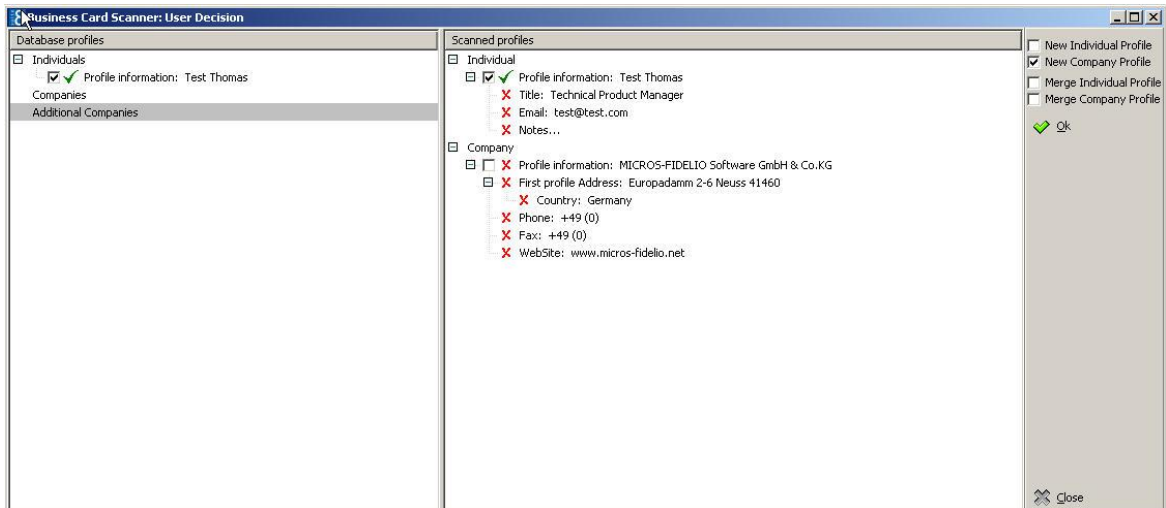 Business Card Scanner: User Decision
Database profiles
Individuals
Profile information: Test Thomas
Companies
Additional Companies
Scanned profiles
Individual
Profile information: Test Thomas
Title: Technical Product Manager
Email: test@test.com
Notes...
Company
Profile information: MICROS-FIDELIO Software GmbH & Co.KG
First profile Address: Europadamm 2-6 Neuss 41460
Country: Germany
Phone: +49 (0)
Fax: +49 (0)
WebSite: www.micros-fidelio.net
New Individual Profile
New Company Profile
Merge Individual Profile
Merge Company Profile
Ok
Close